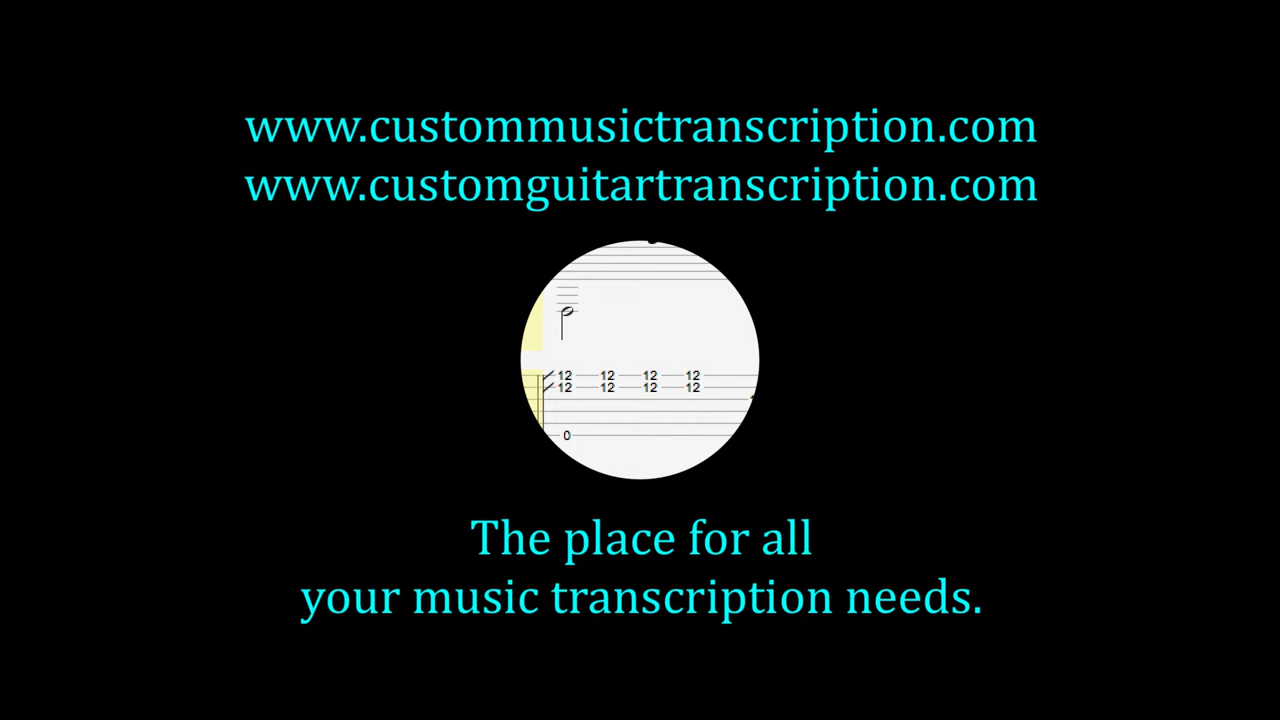 www.custommusictranscription.com
www.customguitartranscription.com
12 12 12 12
12 12 12 12
0
The place for all
your music transcription needs.